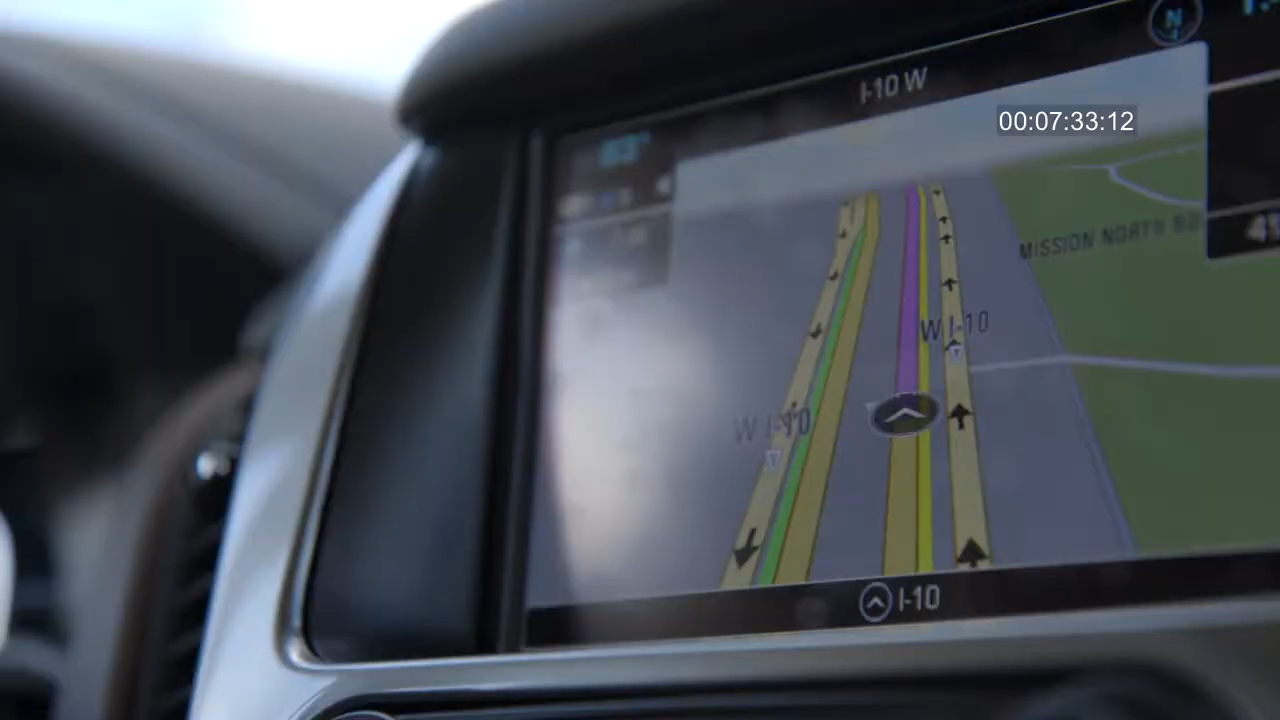 N
I-10 W
00:07:33:12
MISSION NORTH
W I-10
W I-10
I-10